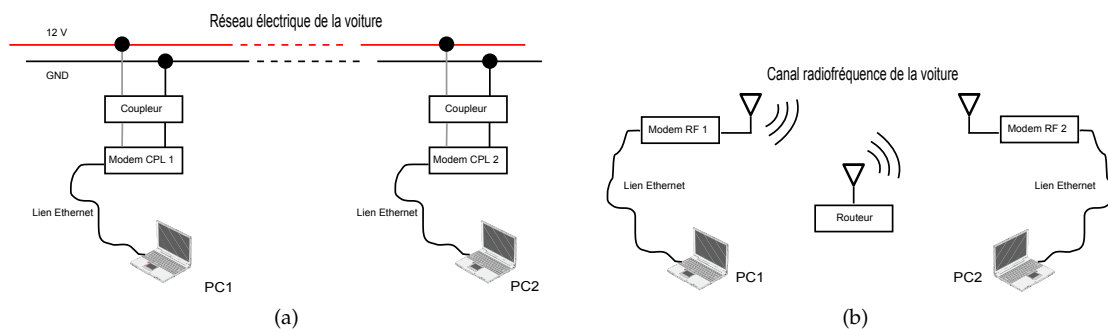 Réseau électrique de la voiture
12 V
GND
Coupleur
Coupleur
Modem CPL 1
Modem CPL 2
Lien Ethernet
Lien Ethernet
PC1
PC2
(a)
Canal radiofréquence de la voiture
Modem RF 1
Modem RF 2
Lien Ethernet
Lien Ethernet
Routeur
PC1
PC2
(b)